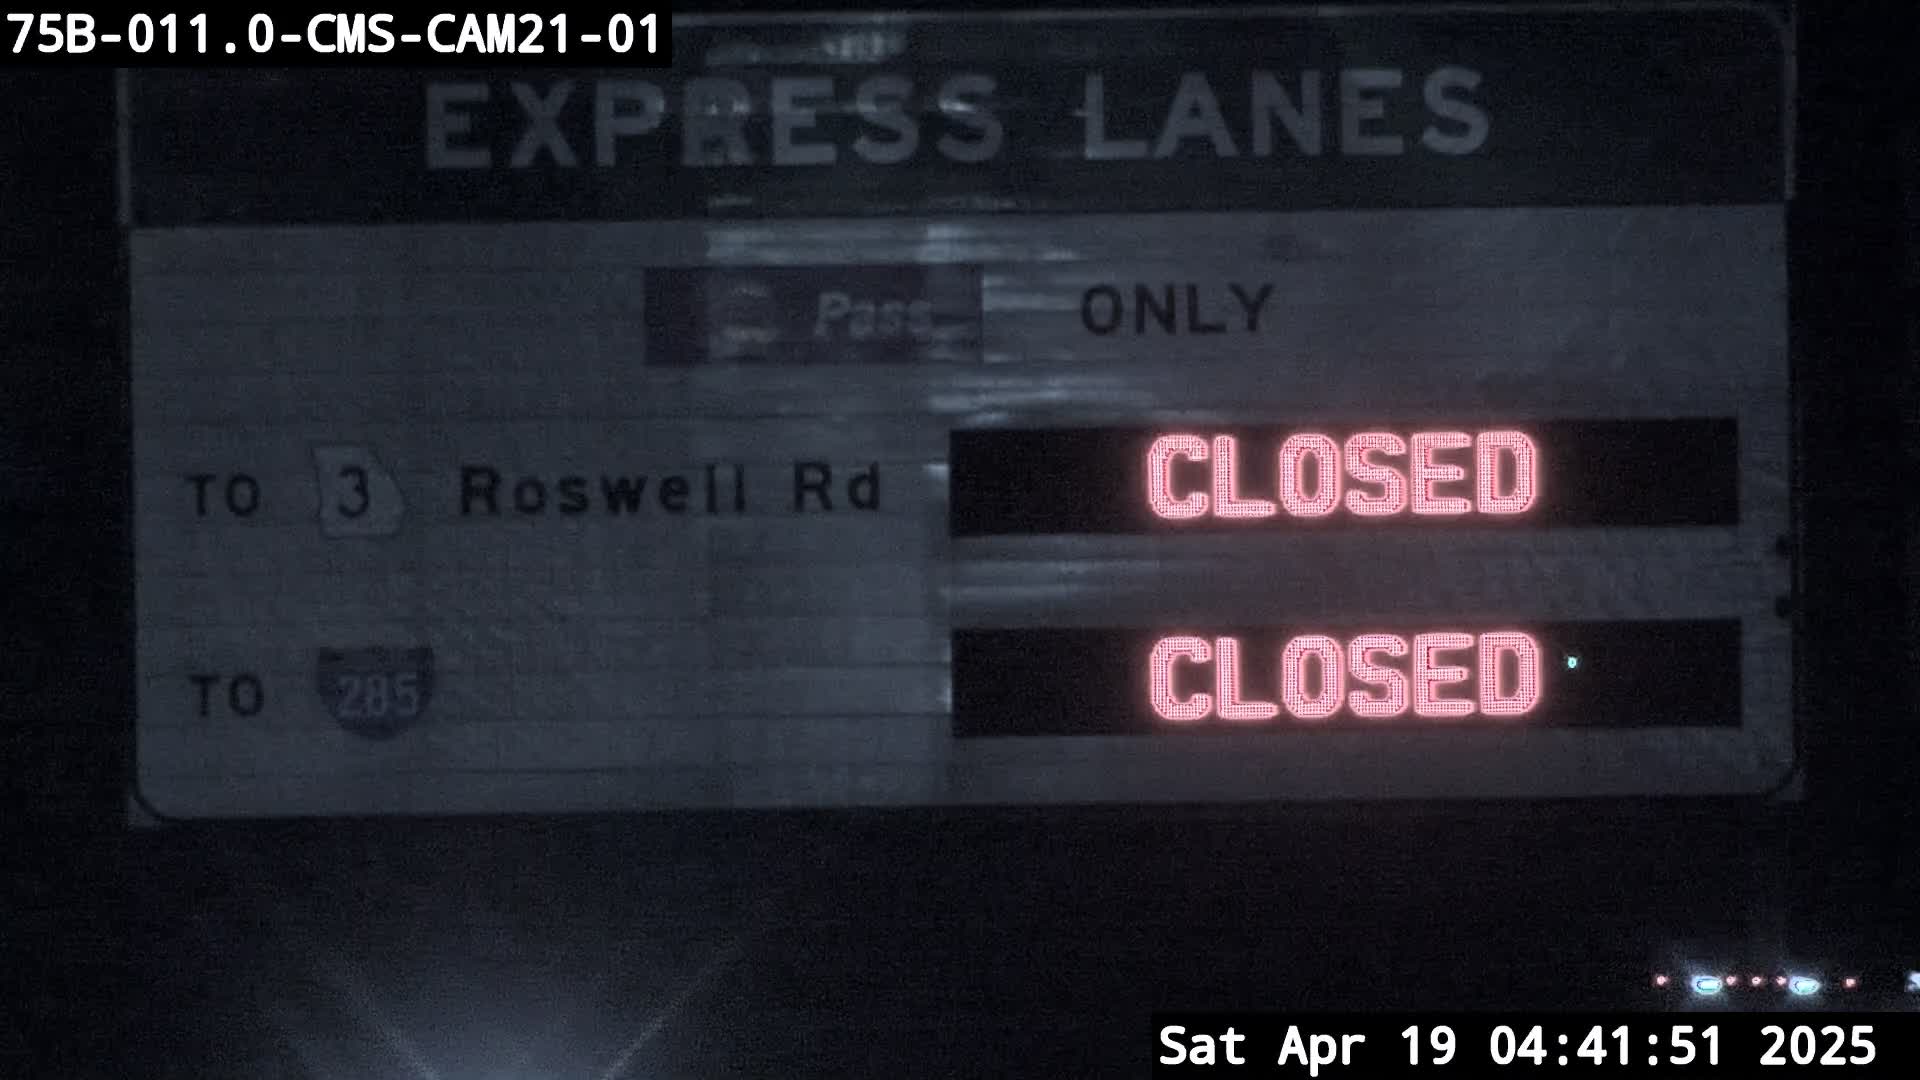 75B-011.0-CMS-CAM21-01
EXPRESS LANES
Pass ONLY
TO 3 Roswell Rd CLOSED
TO 285 CLOSED
Sat Apr 19 04:41:51 2025